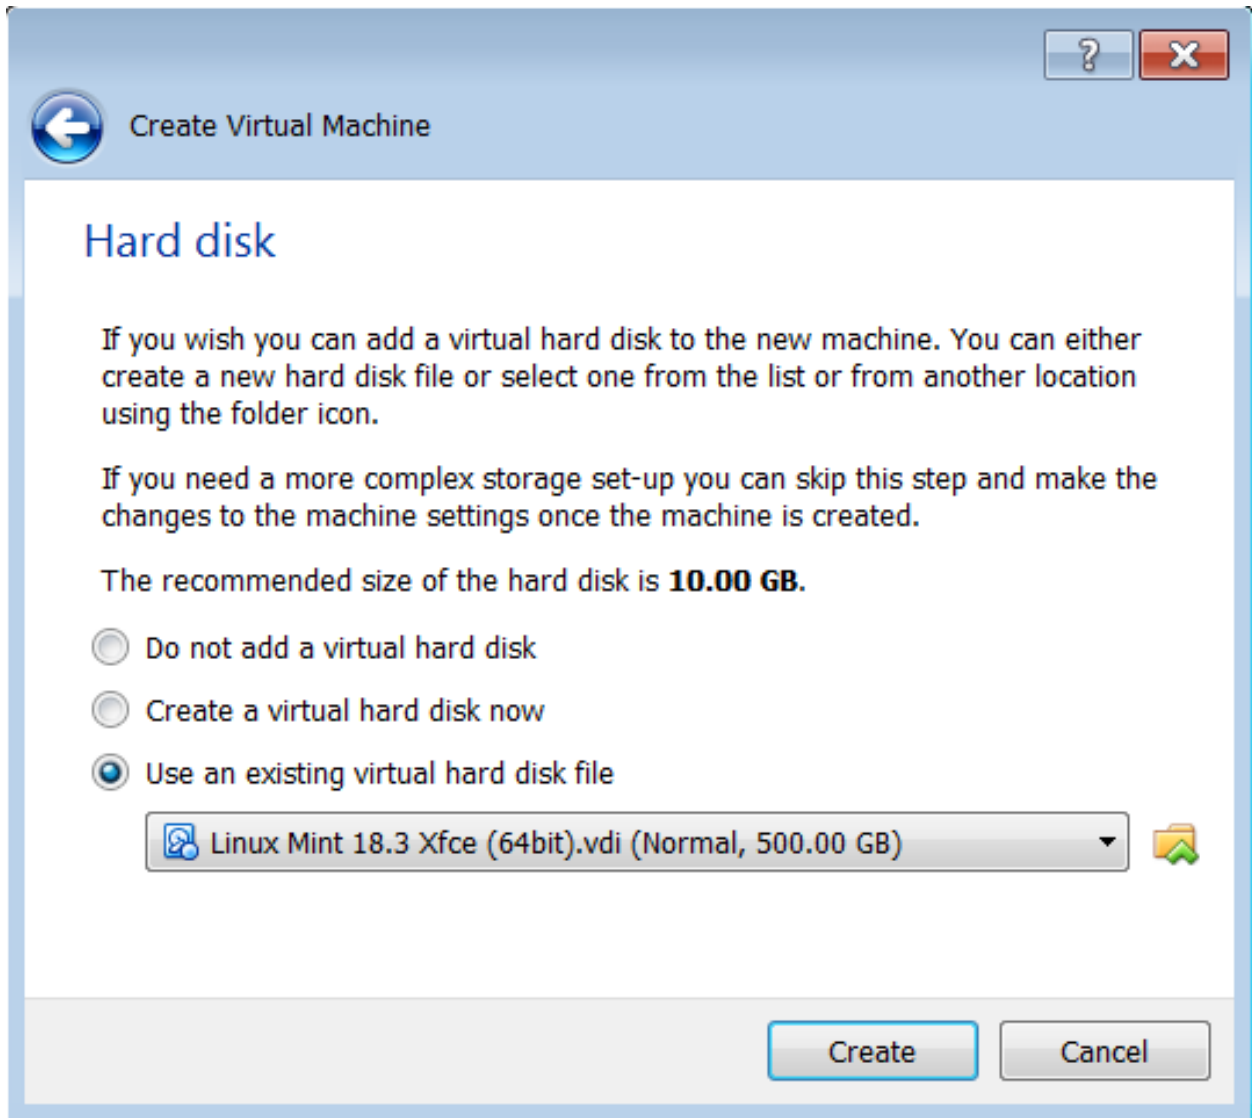 ?
Create Virtual Machine
Hard disk
If you wish you can add a virtual hard disk to the new machine. You can either
create a new hard disk file or select one from the list or from another location
using the folder icon.
If you need a more complex storage set-up you can skip this step and make the
changes to the machine settings once the machine is created.
The recommended size of the hard disk is 10.00 GB.
Do not add a virtual hard disk
Create a virtual hard disk now
Use an existing virtual hard disk file
Linux Mint 18.3 Xfce (64bit).vdi (Normal, 500.00 GB)
Create Cancel